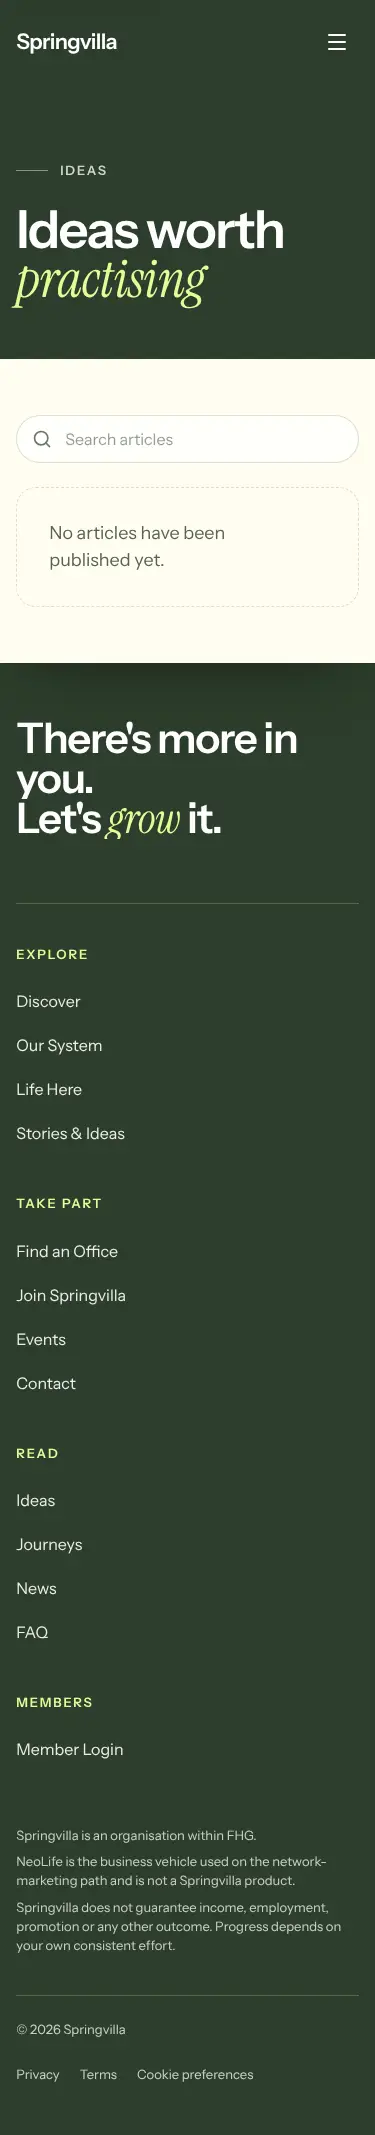 Springvilla
IDEAS
Ideas worth
practising
Search articles
No articles have been
published yet.
There's more in
you.
Let's grow it.
EXPLORE
Discover
Our System
Life Here
Stories & Ideas
TAKE PART
Find an Office
Join Springvilla
Events
Contact
READ
Ideas
Journeys
News
FAQ
MEMBERS
Member Login
Springvilla is an organisation within FHG.
NeoLife is the business vehicle used on the network-
marketing path and is not a Springvilla product.
Springvilla does not guarantee income, employment,
promotion or any other outcome. Progress depends on
your own consistent effort.
© 2026 Springvilla
Privacy Terms Cookie preferences